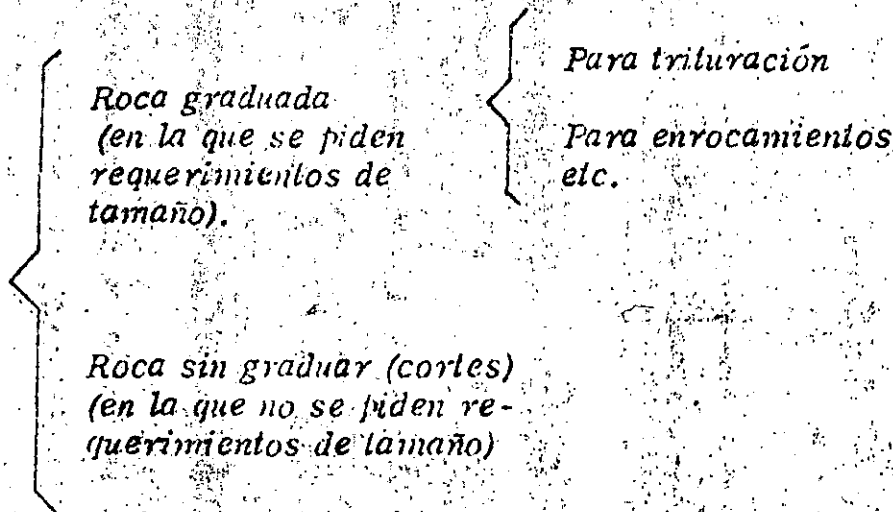 Roca graduada
(en la que se piden
requerimientos de
tamaño).
Para trituración
Para enrocamientos
etc.
Roca sin graduar (cortes)
(en la que no se piden re-
querimientos de tamaño)